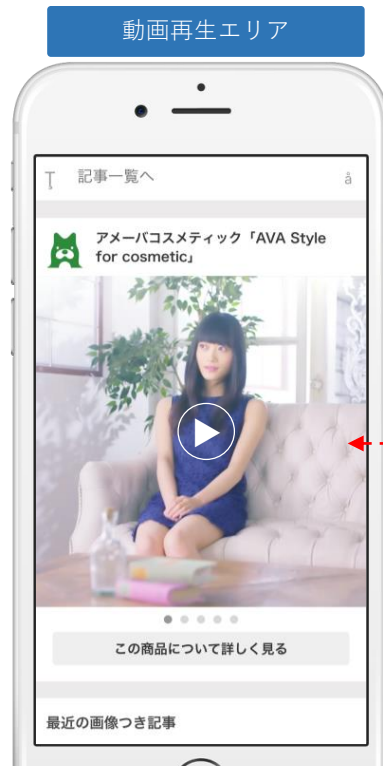 動画再生エリア
記事一覧へ
アメーバコスメティック「AVA Style
for cosmetic」
この商品について詳しく見る
最近の画像つき記事